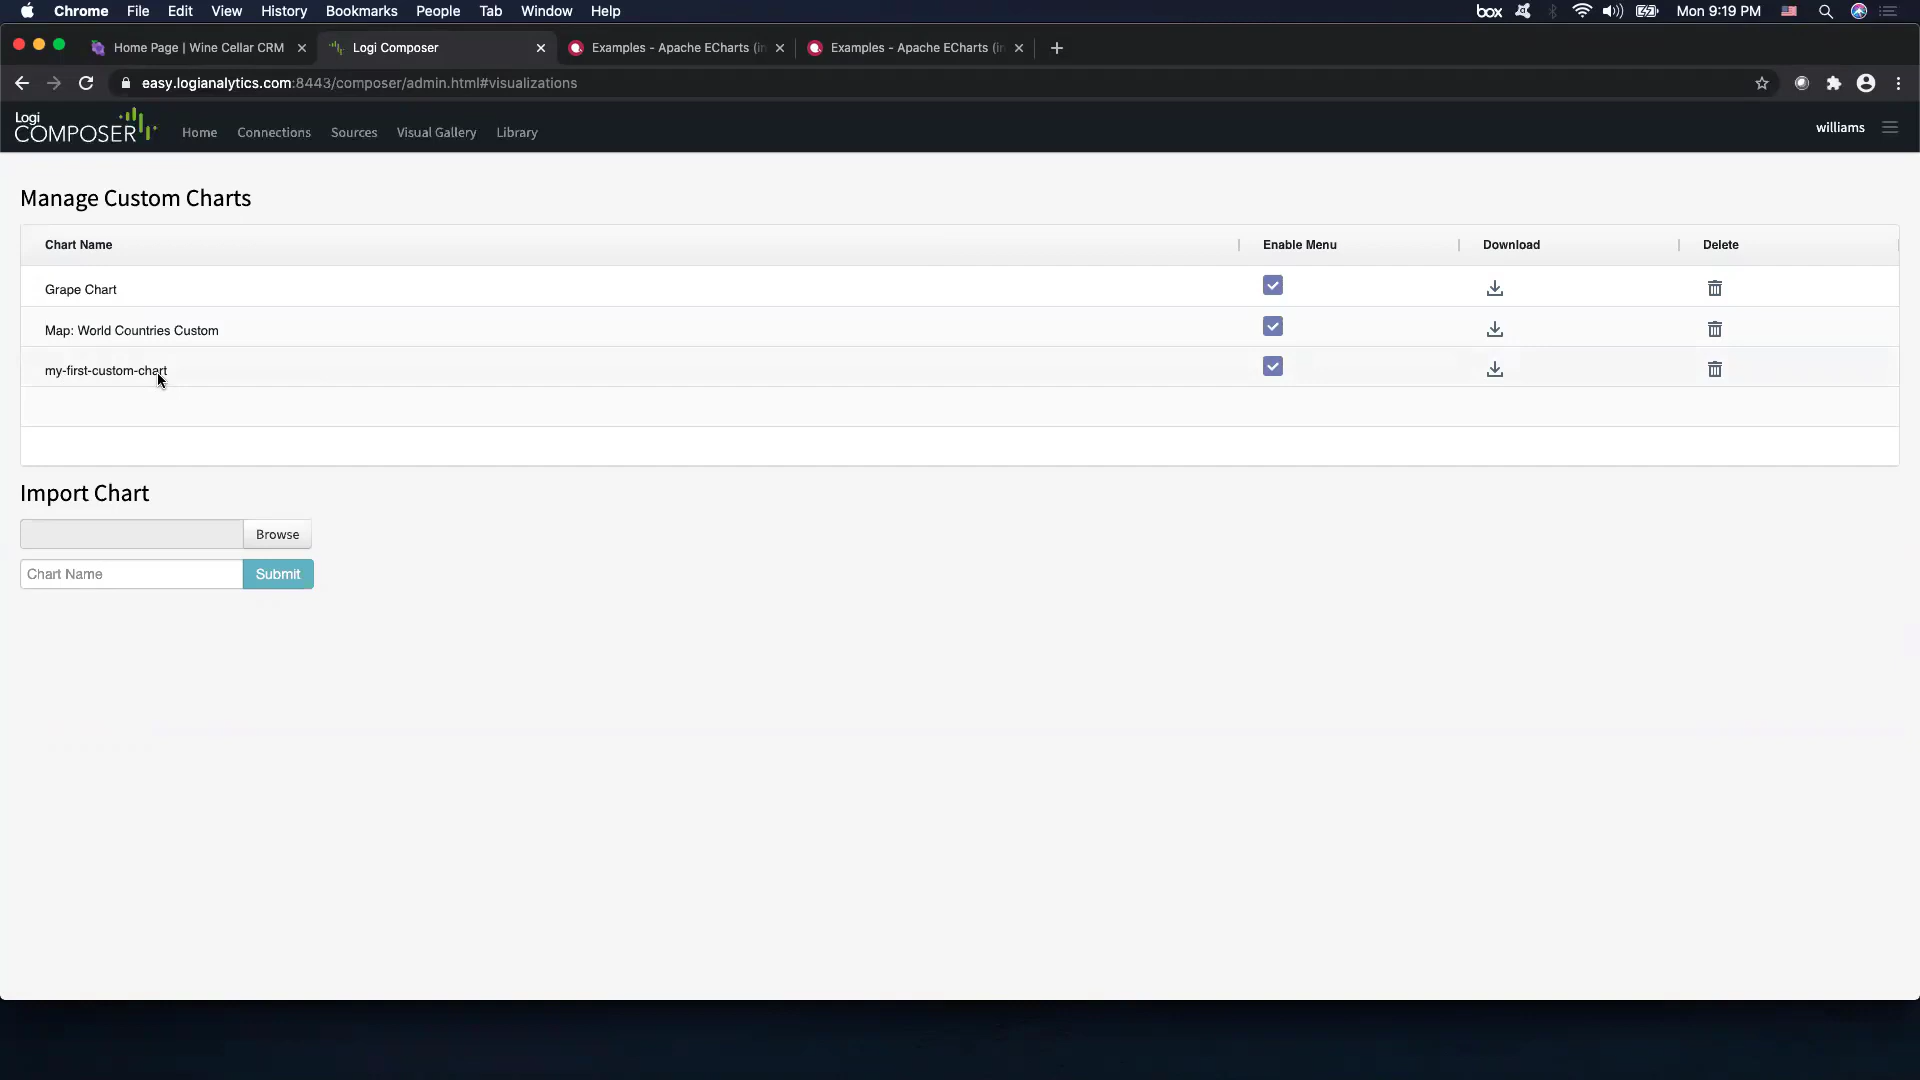 Chrome File Edit View History Bookmarks People Tab Window Help box Mon 9:19 PM
Home Page | Wine Cellar CRM Logi Composer Examples - Apache ECharts (in Examples - Apache ECharts (in
easy.logianalytics.com:8443/composer/admin.html#visualizations
Logi
COMPOSER Home Connections Sources Visual Gallery Library williams
Manage Custom Charts
Chart Name Enable Menu Download Delete
Grape Chart
Map: World Countries Custom
my-first-custom-chart
Import Chart
Browse
Chart Name Submit